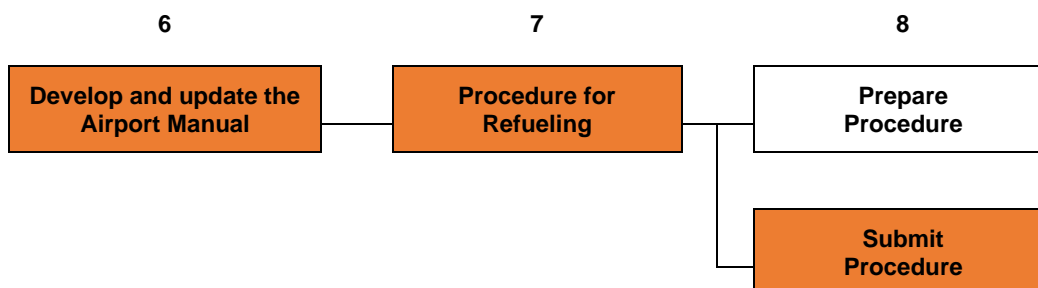 6
7
8
Develop and update the
Airport Manual
Procedure for
Refueling
Prepare
Procedure
Submit
Procedure